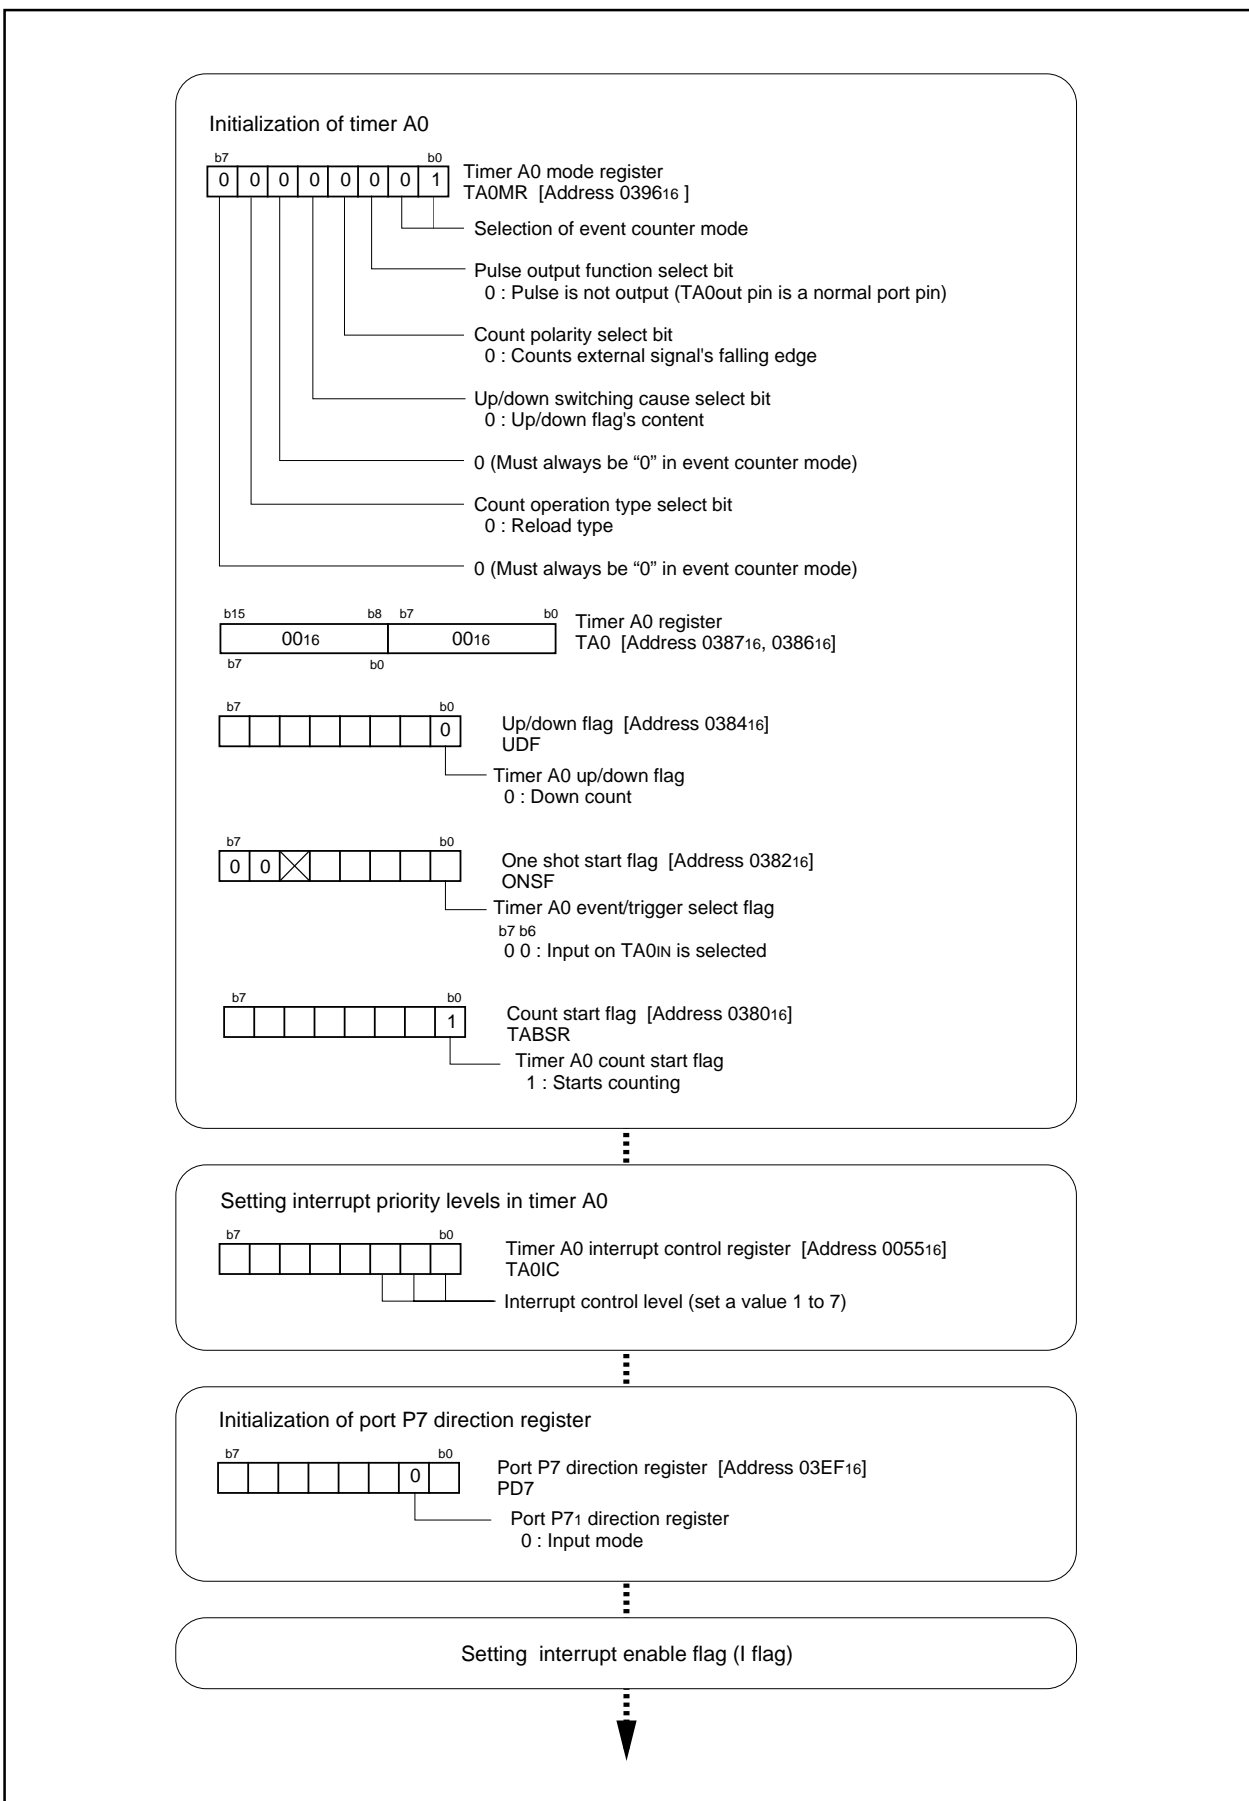 Initialization of timer A0
b7 b0
0 0 0 0 0 0 0 1
Timer A0 mode register
TA0MR [Address 039616 ]
Selection of event counter mode
Pulse output function select bit
0 : Pulse is not output (TA0out pin is a normal port pin)
Count polarity select bit
0 : Counts external signal's falling edge
Up/down switching cause select bit
0 : Up/down flag's content
0 (Must always be “0” in event counter mode)
Count operation type select bit
0 : Reload type
0 (Must always be “0” in event counter mode)
b15 b8 b7 b0
0016 0016
b7 b0
Timer A0 register
TA0 [Address 038716, 038616]
b7 b0
0
Up/down flag [Address 038416]
UDF
Timer A0 up/down flag
0 : Down count
b7 b0
0 0
One shot start flag [Address 038216]
ONSF
Timer A0 event/trigger select flag
b7 b6
0 0 : Input on TA0IN is selected
b7 b0
1
Count start flag [Address 038016]
TABSR
Timer A0 count start flag
1 : Starts counting
Setting interrupt priority levels in timer A0
b7 b0
Timer A0 interrupt control register [Address 005516]
TA0IC
Interrupt control level (set a value 1 to 7)
Initialization of port P7 direction register
b7 b0
0
Port P7 direction register [Address 03EF16]
PD7
Port P71 direction register
0 : Input mode
Setting interrupt enable flag (I flag)